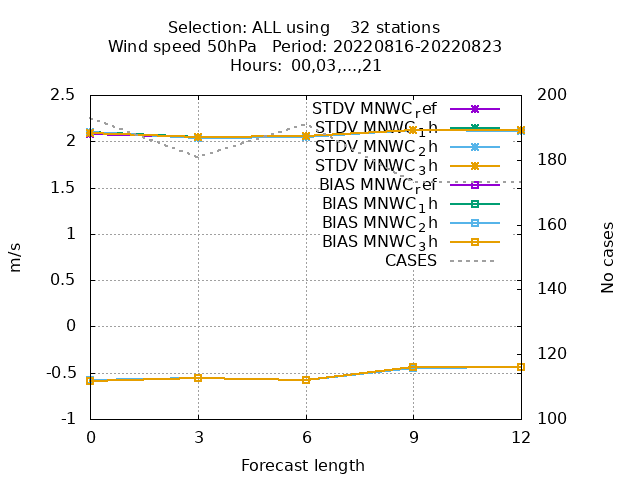 Selection: ALL using    32 stations
Wind speed 50hPa   Period: 20220816-20220823
Hours:  00,03,...,21
2.5
2
1.5
1
0.5
0
-0.5
-1
m/s
STDV MNWC_ref
STDV MNWC_1h
STDV MNWC_2h
STDV MNWC_3h
BIAS MNWC_ref
BIAS MNWC_1h
BIAS MNWC_2h
BIAS MNWC_3h
CASES
200
180
160
140
120
100
No cases
0 3 6 9 12
Forecast length